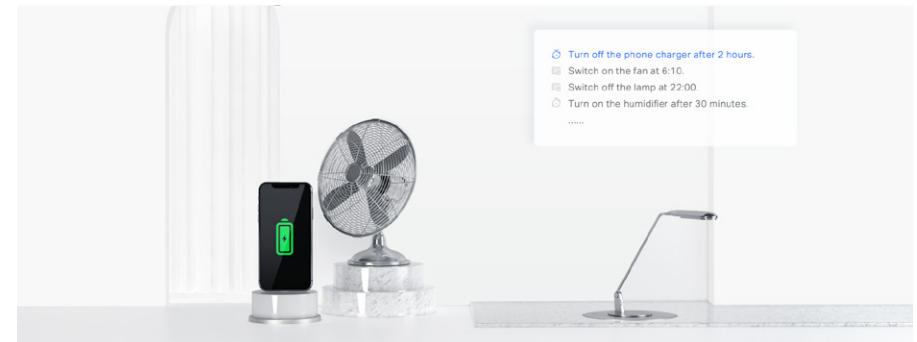 Turn off the phone charger after 2 hours.
Switch on the fan at 6:10.
Switch off the lamp at 22:00.
Turn on the humidifier after 30 minutes.
......